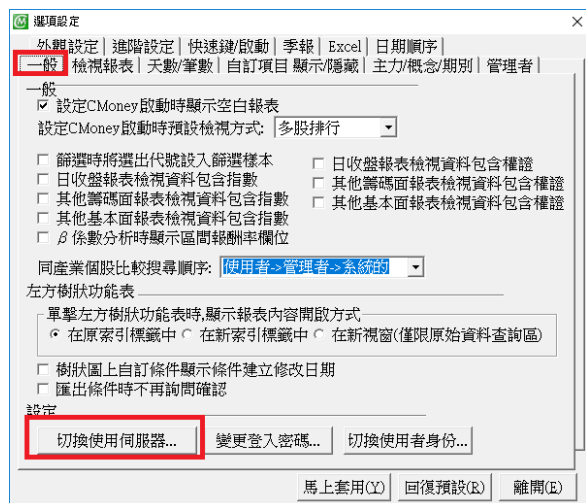 選項設定
外觀設定 進階設定 快速鍵/啟動 季報 Excel 日期順序
一般 檢視報表 天數/筆數 自訂項目 顯示/隱藏 主力/概念/期別 管理者
一般
設定CMoney啟動時顯示空白報表
設定CMoney啟動時預設檢視方式: 多股排行
篩選時將選出代號設入篩選樣本
日收盤報表檢視資料包含權證
日收盤報表檢視資料包含指數
其他籌碼面報表檢視資料包含權證
其他籌碼面報表檢視資料包含指數
其他基本面報表檢視資料包含權證
其他基本面報表檢視資料包含指數
β係數分析時顯示區間報酬率欄位
同產業個股比較搜尋順序: 使用者->管理者->系統的
左方樹狀功能表
單擊左方樹狀功能表時,顯示報表內容開啟方式
在原索引標籤中 在新索引標籤中 在新視窗(僅限原始資料查詢區)
樹狀圖上自訂條件顯示條件建立修改日期
匯出條件時不再詢問確認
設定
切換使用伺服器... 變更登入密碼... 切換使用者身份...
馬上套用(Y) 回復預設(R) 離開(E)